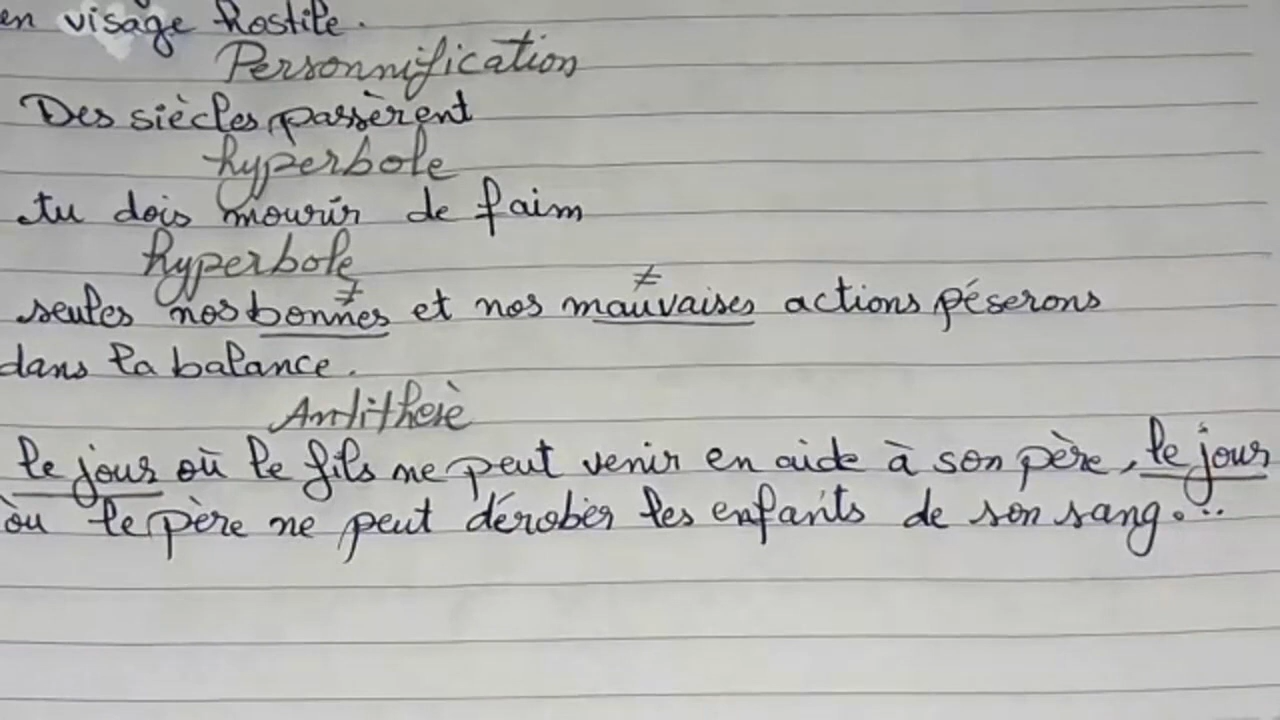 en visage hostile.
Personnification
Des siècles passèrent
hyperbole
tu dois mourir de faim
hyperbole
≠ ≠
seules nos bonnes et nos mauvaises actions péserons
dans la balance.
Antithèse
le jour où le fils ne peut venir en aide à son père, le jour
où le père ne peut dérober les enfants de son sang...